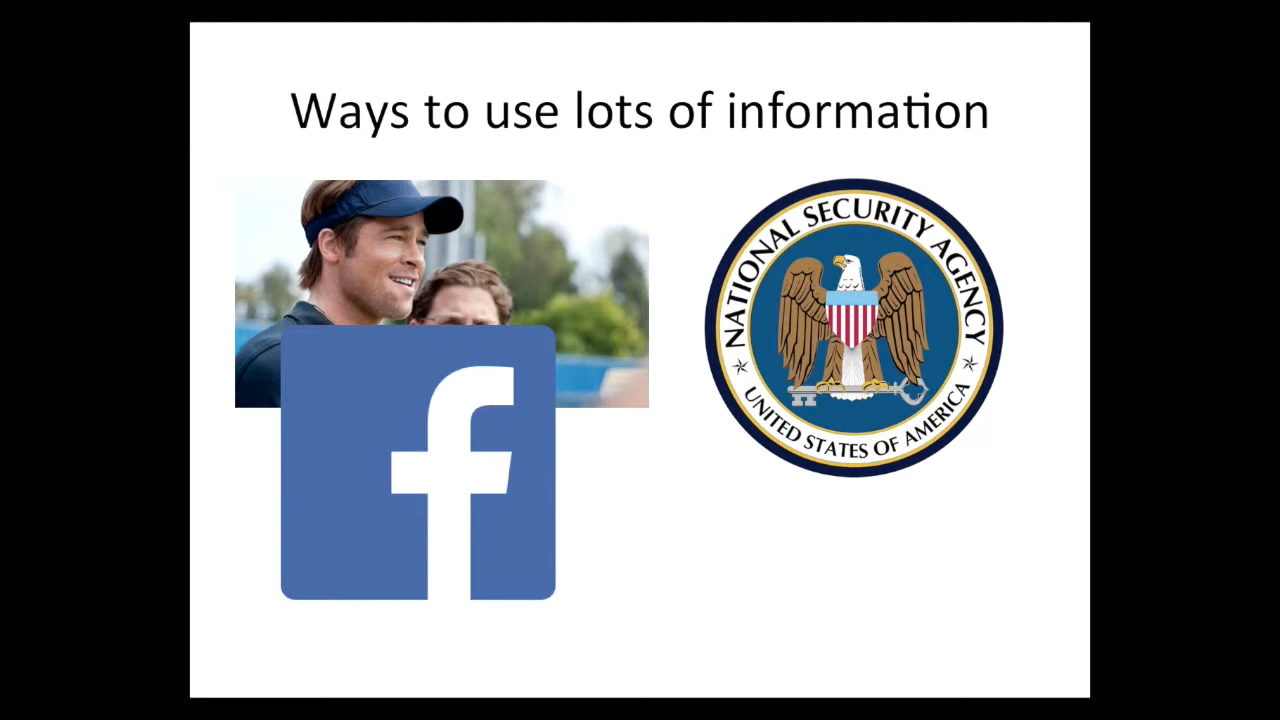 Ways to use lots of information
NATIONAL SECURITY AGENCY
UNITED STATES OF AMERICA
f